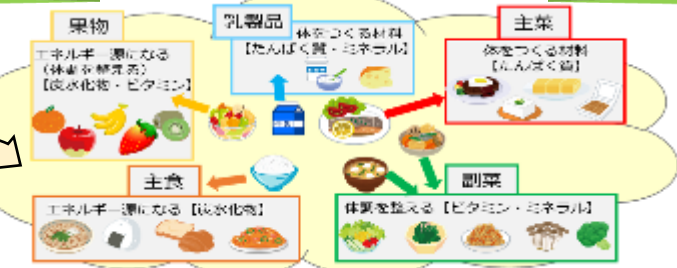 果物
エネルギー源になる
(体調を整える)
【炭水化物・ビタミン】
乳製品
体をつくる材料
【たんぱく質・ミネラル】
主菜
体をつくる材料
【たんぱく質】
主食
エネルギー源になる【炭水化物】
副菜
体調を整える【ビタミン・ミネラル】